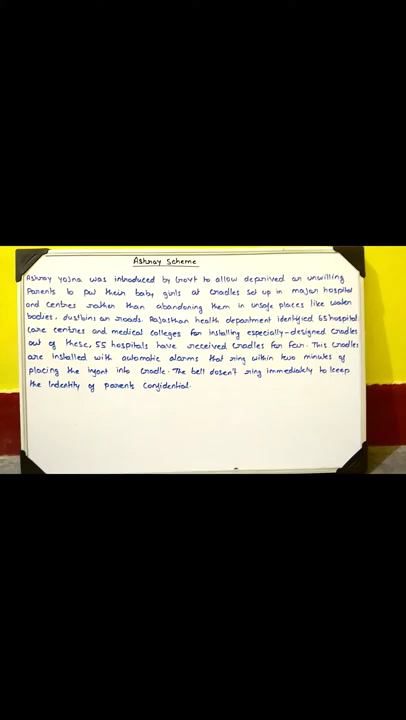 Ashray Scheme
Ashray yojna was introduced by Govt to allow deprived or unwilling
Parents to put their baby girls at cradles set up in major hospital
and centres rather than abandoning them in unsafe places like water
bodies, dustbins or roads. Rajasthan health department identified 65 hospital
care centres and medical colleges for installing especially-designed cradles
out of these, 55 hospitals have received cradles far. This cradles
are installed with automatic alarms that ring within two minutes of
placing the infant into cradle. The bell dosen't ring immediately to keep
the Indentity of parents confidential.